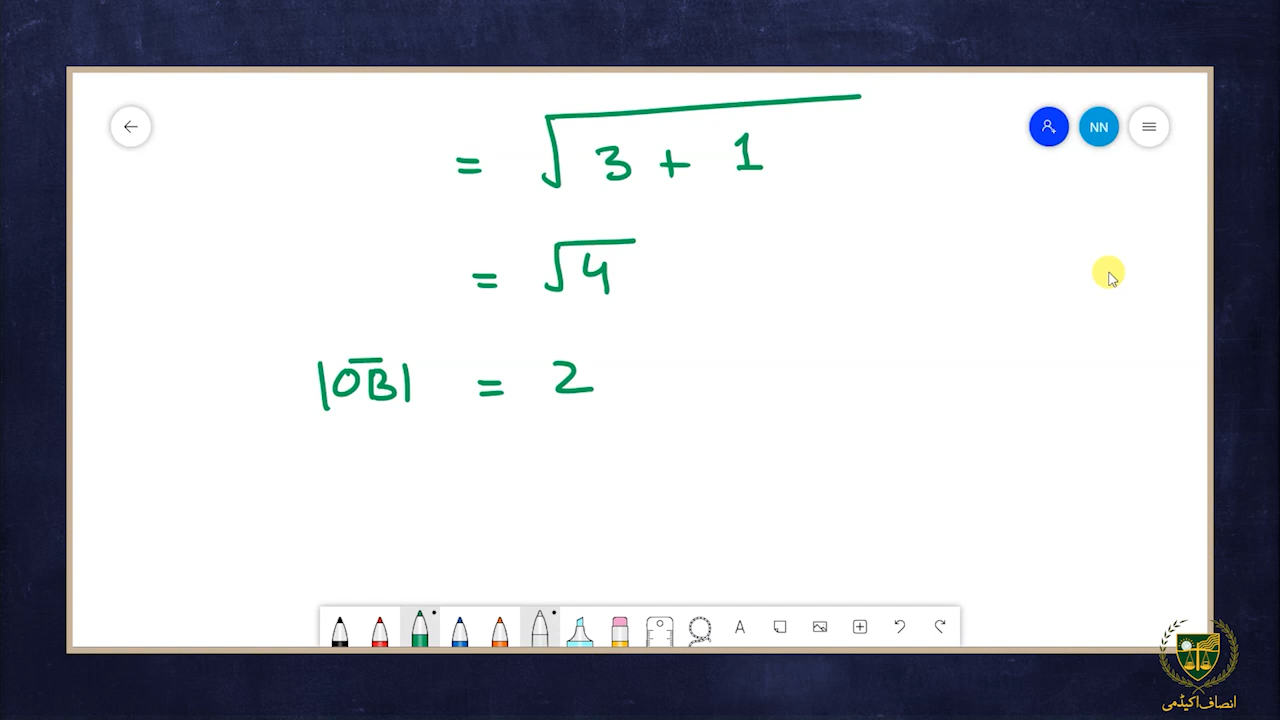 NN
= √3 + 1
= √4
|OB̅| = 2
A
انصاف اکیڈمی